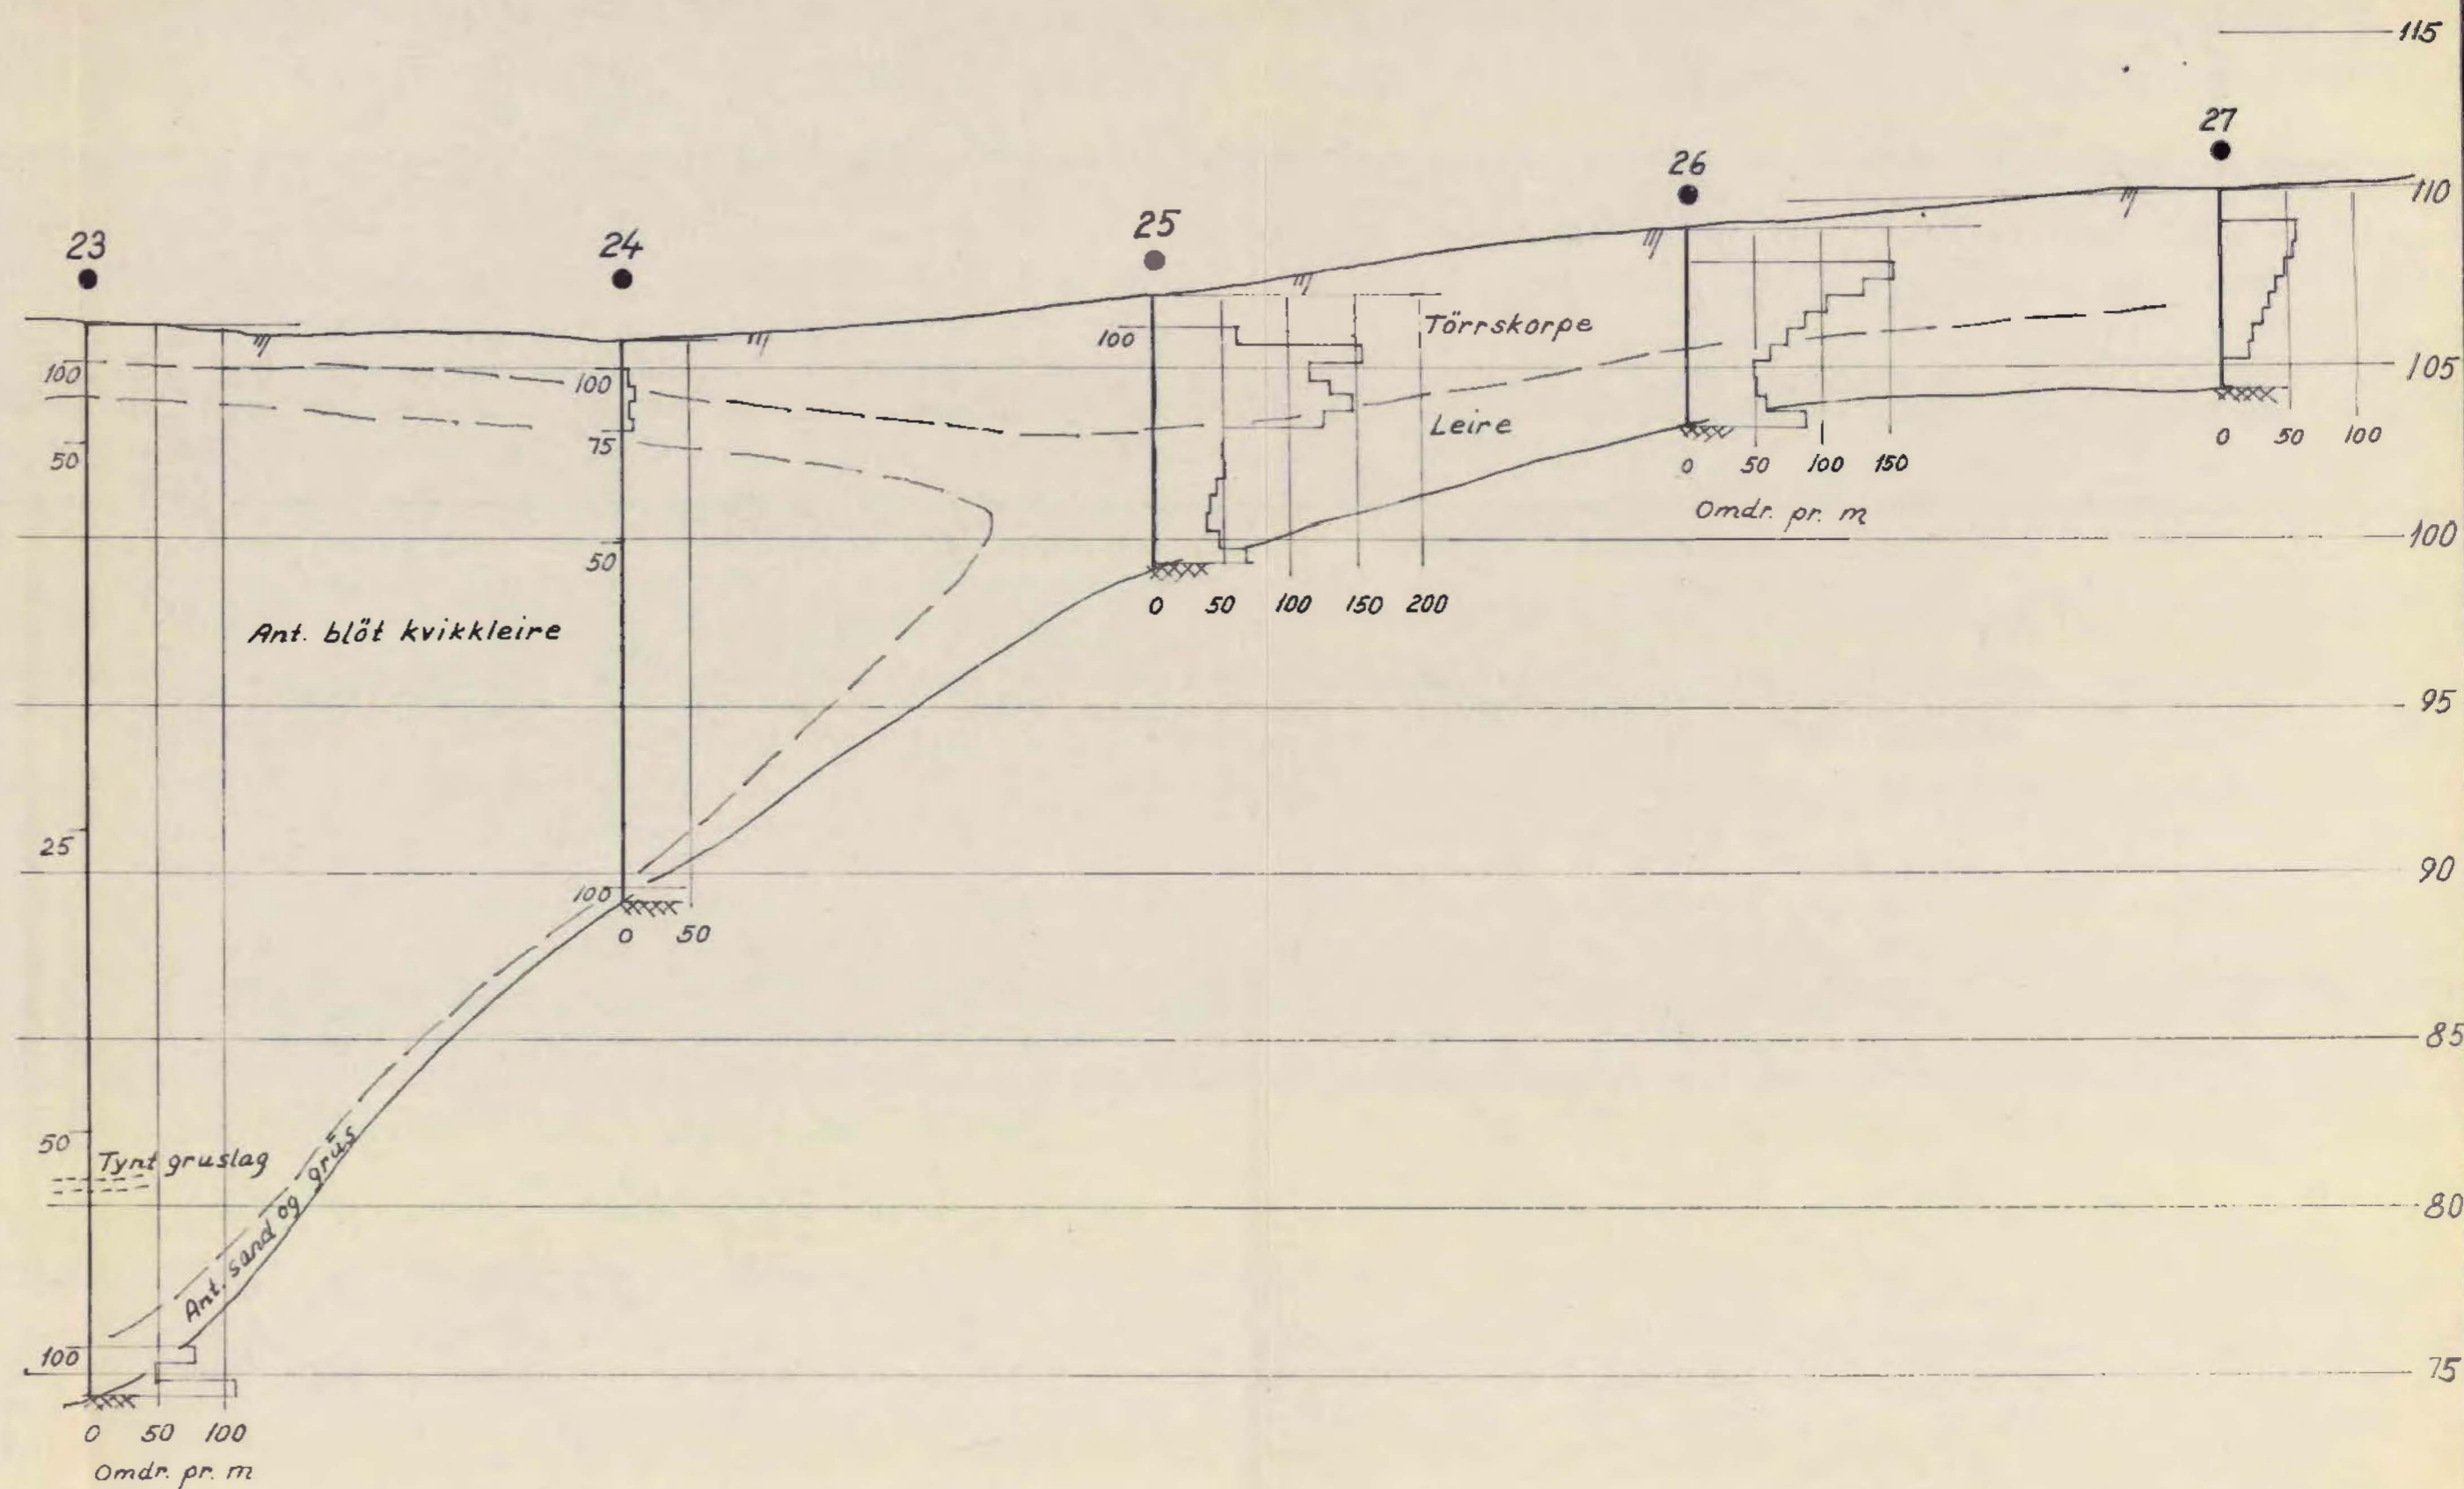 115
27
26
110
25
23
24
Törrskorpe
100
100
105
100
Leire
75
50
0 50 100
0 50 100 150
Omdr. pr. m
100
50
0 50 100 150 200
Ant. blöt kvikkleire
95
25
90
100
0 50
85
50
Tynt gruslag
80
Ant. sand og grus
100
75
0 50 100
Omdr. pr. m